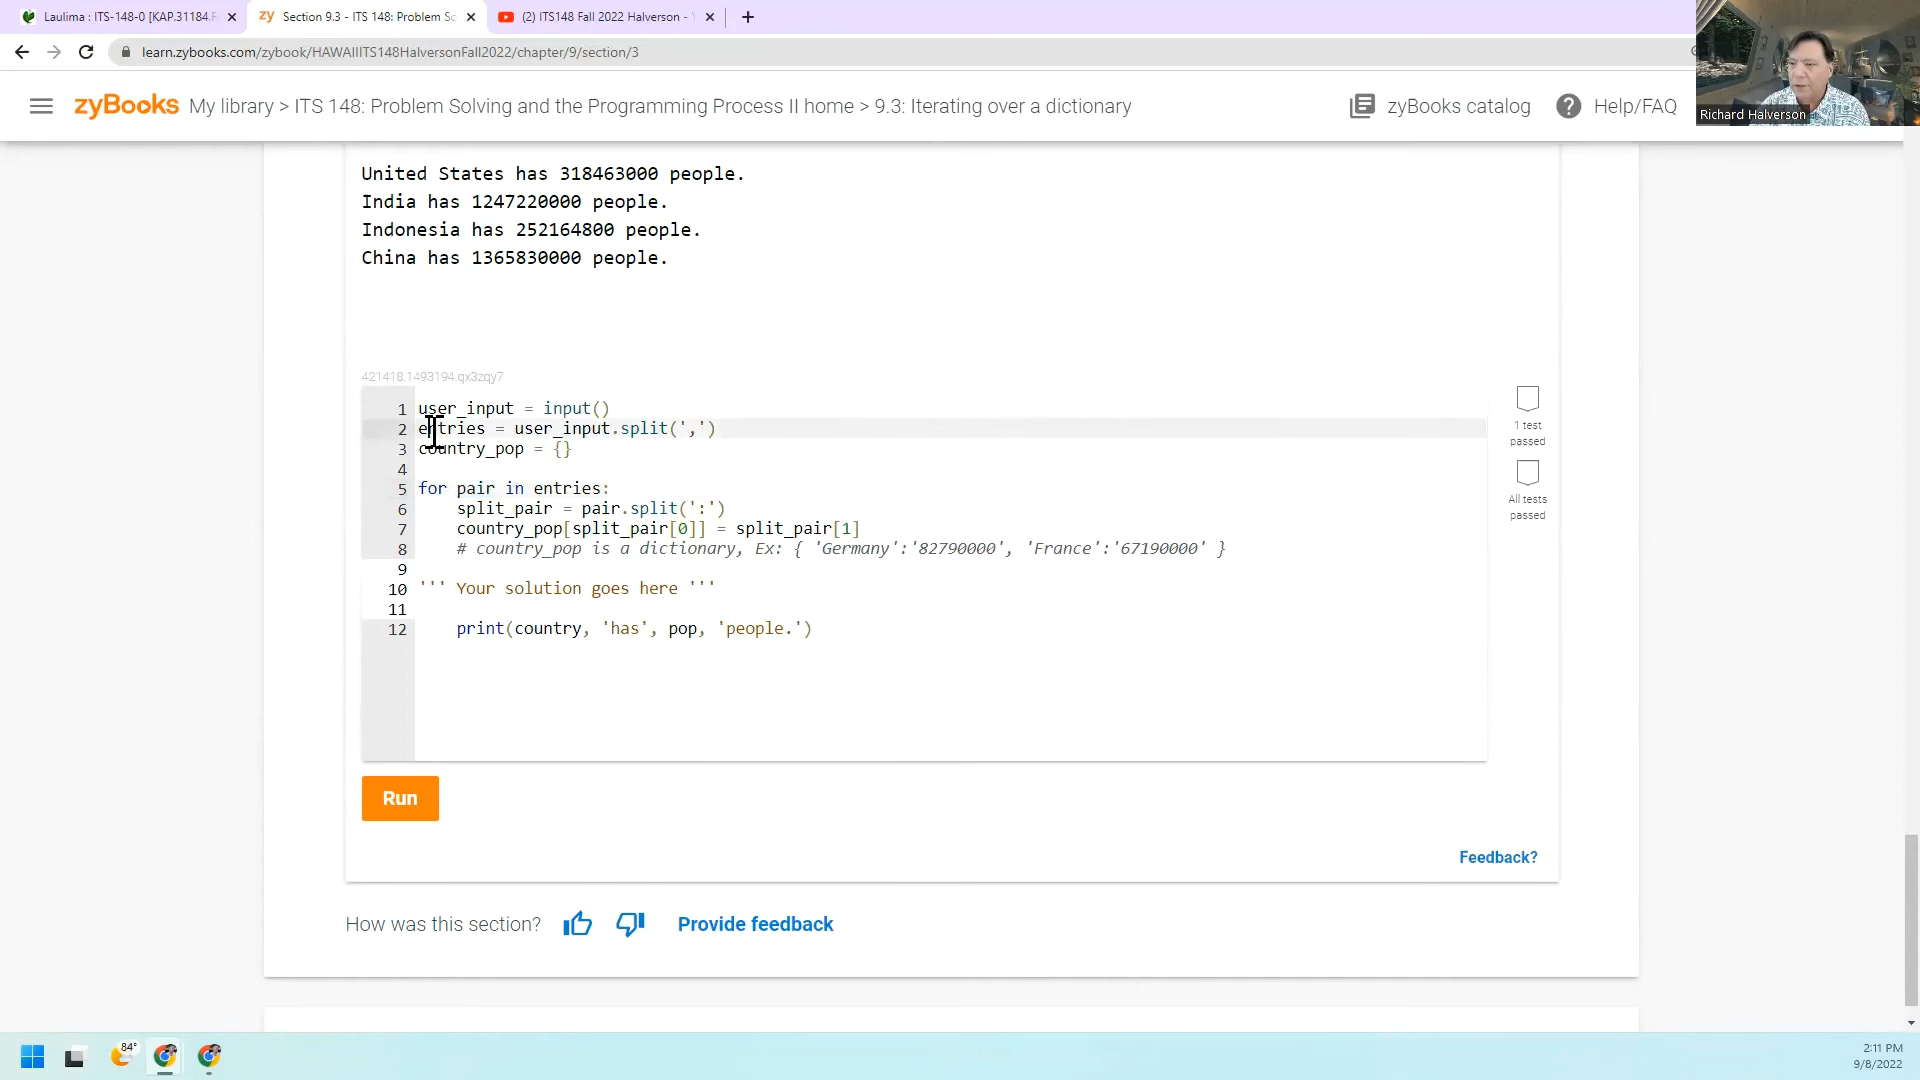 Laulima : ITS-148-0 [KAP.31184.F
zy Section 9.3 - ITS 148: Problem Sc
(2) ITS148 Fall 2022 Halverson -
learn.zybooks.com/zybook/HAWAIIITS148HalversonFall2022/chapter/9/section/3
zyBooks My library > ITS 148: Problem Solving and the Programming Process II home > 9.3: Iterating over a dictionary
zyBooks catalog
Help/FAQ
Richard Halverson
United States has 318463000 people.
India has 1247220000 people.
Indonesia has 252164800 people.
China has 1365830000 people.
421418.1493194.qx3zqy7
1 user_input = input()
2 entries = user_input.split(',')
3 country_pop = {}
4
5 for pair in entries:
6 split_pair = pair.split(':')
7 country_pop[split_pair[0]] = split_pair[1]
8 # country_pop is a dictionary, Ex: { 'Germany':'82790000', 'France':'67190000' }
9
10 ''' Your solution goes here '''
11
12 print(country, 'has', pop, 'people.')
1 test
passed
All tests
passed
Run
Feedback?
How was this section?
Provide feedback
84°
2:11 PM
9/8/2022